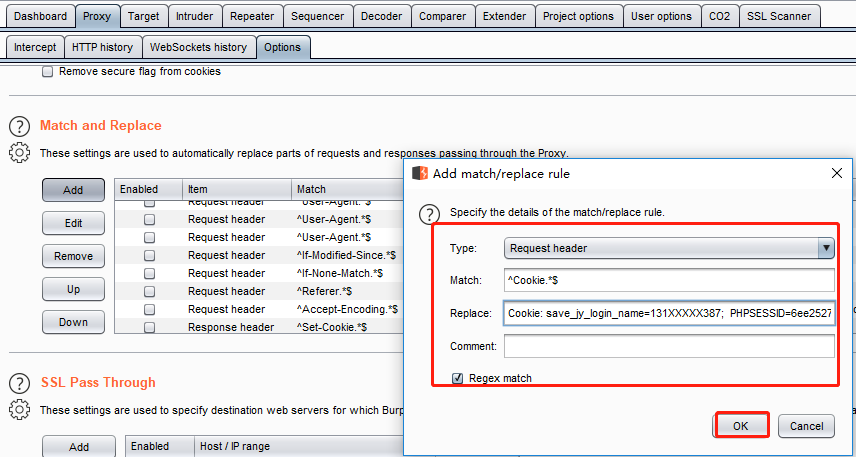 Dashboard Proxy Target Intruder Repeater Sequencer Decoder Comparer Extender Project options User options CO2 SSL Scanner
Intercept HTTP history WebSockets history Options
Remove secure flag from cookies
? Match and Replace
These settings are used to automatically replace parts of requests and responses passing through the Proxy.
Add
Edit
Remove
Up
Down
Enabled Item Match
Request header ^User-Agent.*$
Request header ^User-Agent.*$
Request header ^User-Agent.*$
Request header ^If-Modified-Since.*$
Request header ^If-None-Match.*$
Request header ^Referer.*$
Request header ^Accept-Encoding.*$
Response header ^Set-Cookie.*$
Add match/replace rule
? Specify the details of the match/replace rule.
Type: Request header
Match: ^Cookie.*$
Replace: Cookie: save_jy_login_name=131XXXXX387; PHPSESSID=6ee2527
Comment:
Regex match
OK Cancel
? SSL Pass Through
These settings are used to specify destination web servers for which Burp
Add Enabled Host / IP range